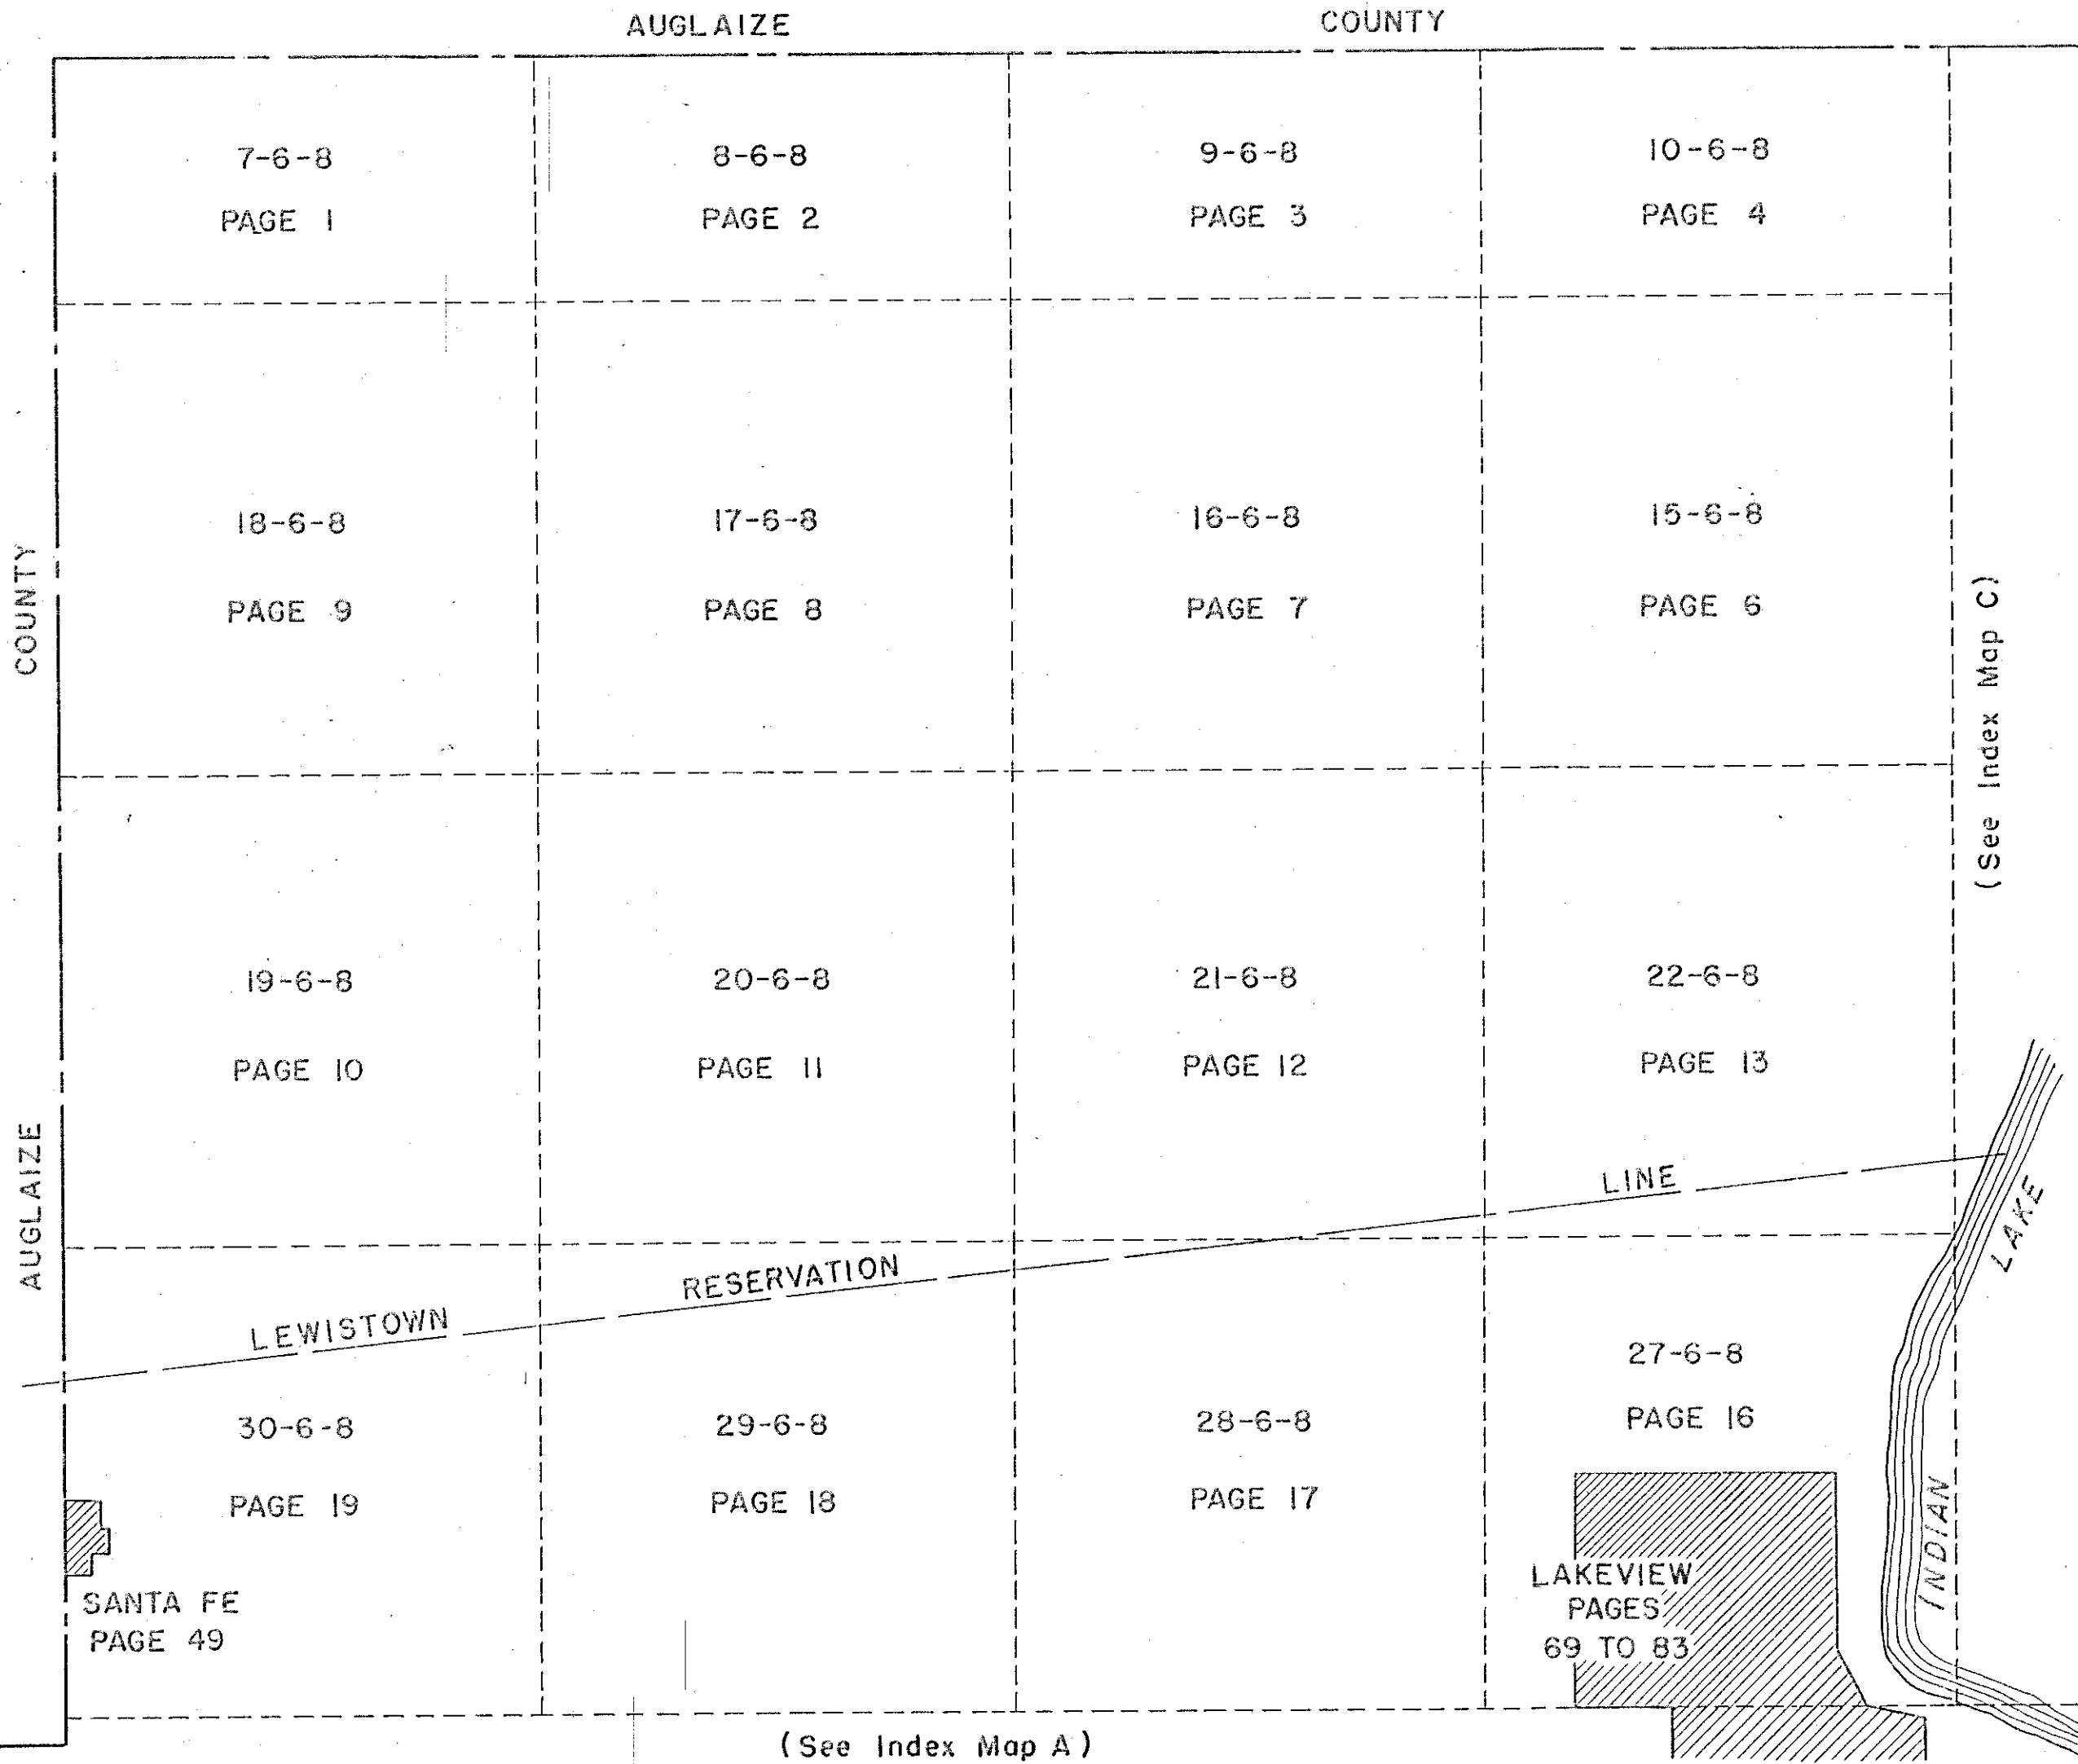 AUGLAIZE COUNTY
7-6-8
PAGE 1
8-6-8
PAGE 2
9-6-8
PAGE 3
10-6-8
PAGE 4
18-6-8
PAGE 9
17-6-8
PAGE 8
16-6-8
PAGE 7
15-6-8
PAGE 6
AUGLAIZE COUNTY
(See Index Map C)
19-6-8
PAGE 10
20-6-8
PAGE 11
21-6-8
PAGE 12
22-6-8
PAGE 13
LEWISTOWN RESERVATION LINE
30-6-8
PAGE 19
29-6-8
PAGE 18
28-6-8
PAGE 17
27-6-8
PAGE 16
INDIAN LAKE
SANTA FE
PAGE 49
LAKEVIEW
PAGES
69 TO 83
(See Index Map A)